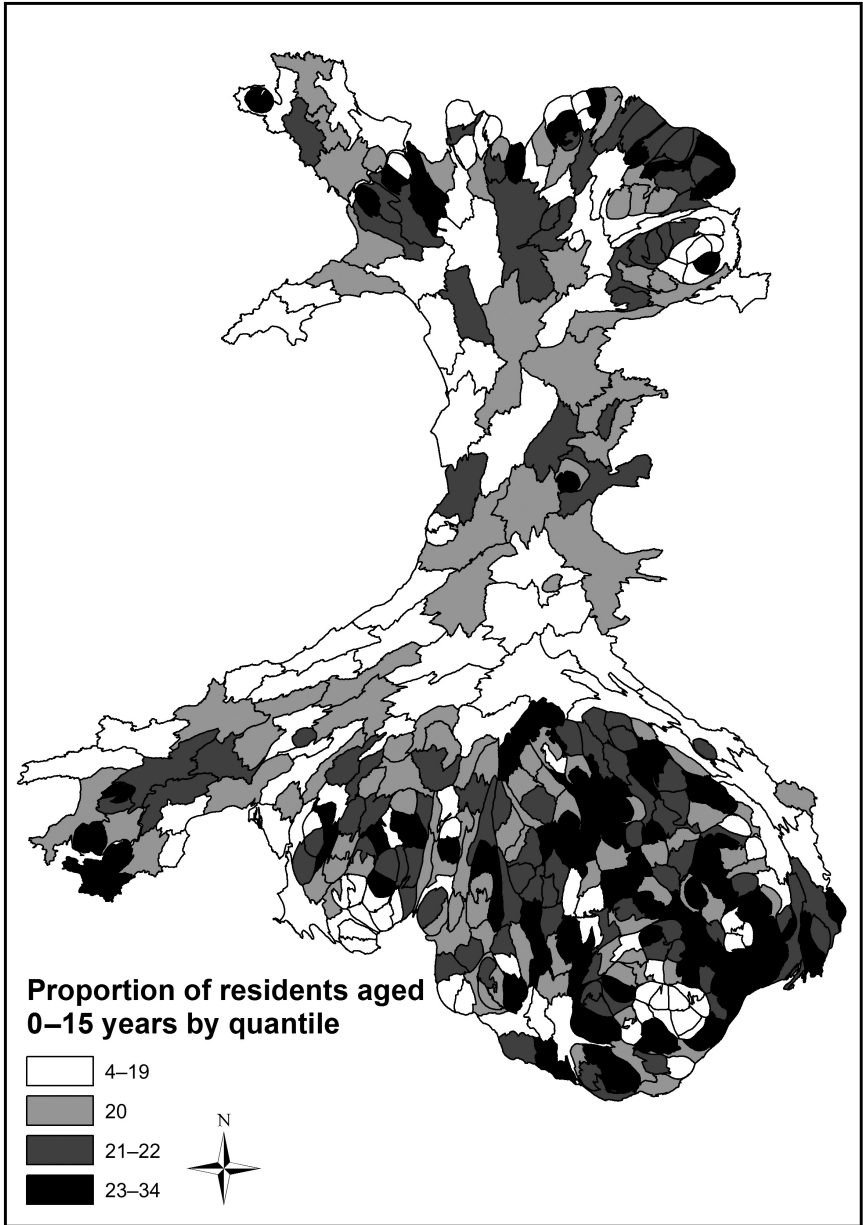 Proportion of residents aged
0–15 years by quantile
4–19
20
21–22
23–34
N